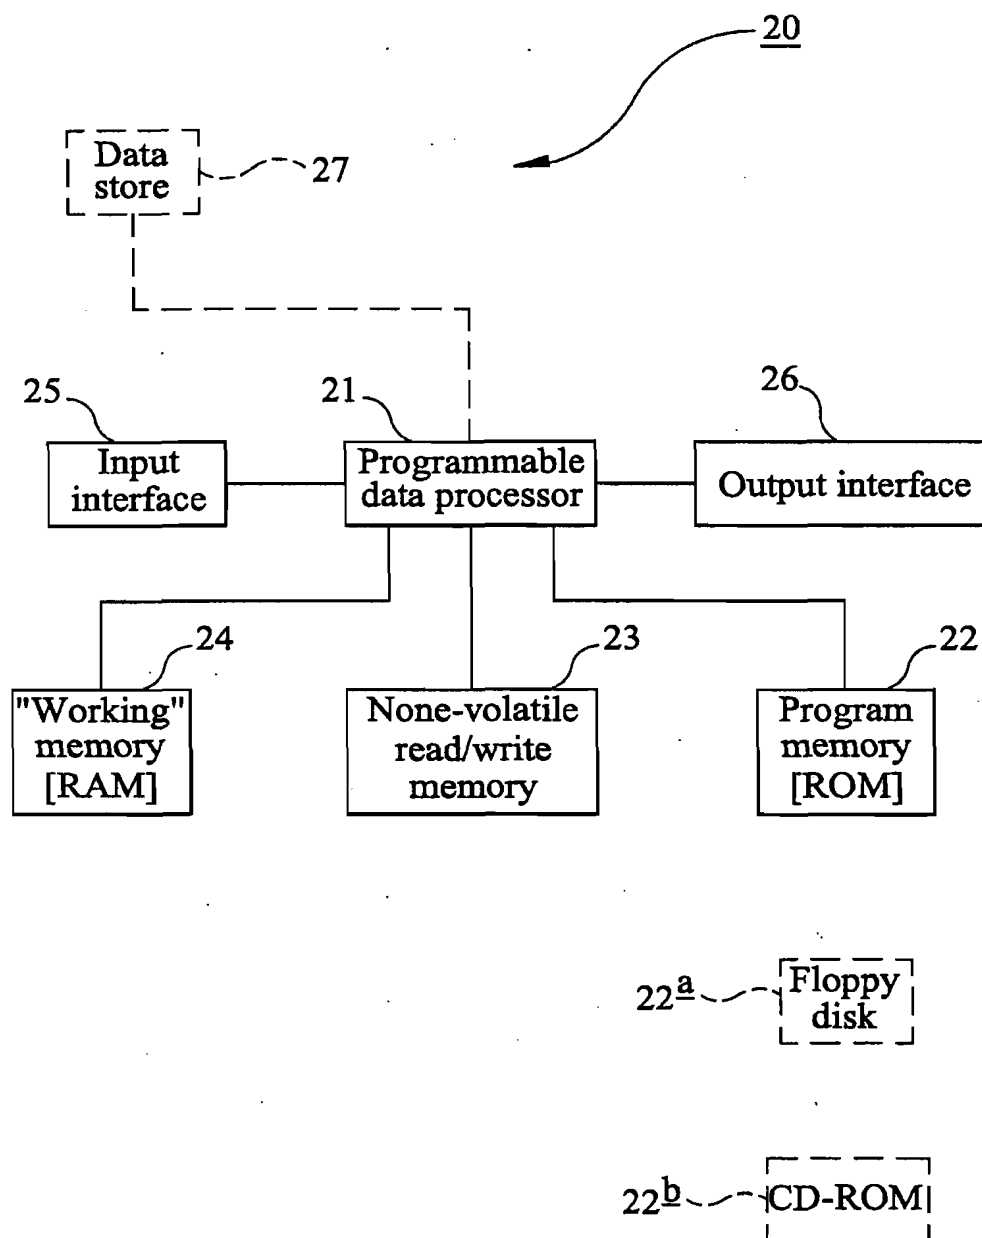 20
Data
store
27
25
21
26
Input
interface
Programmable
data processor
Output interface
24
23
22
"Working"
memory
[RAM]
None-volatile
read/write
memory
Program
memory
[ROM]
22a
Floppy
disk
22b
CD-ROM